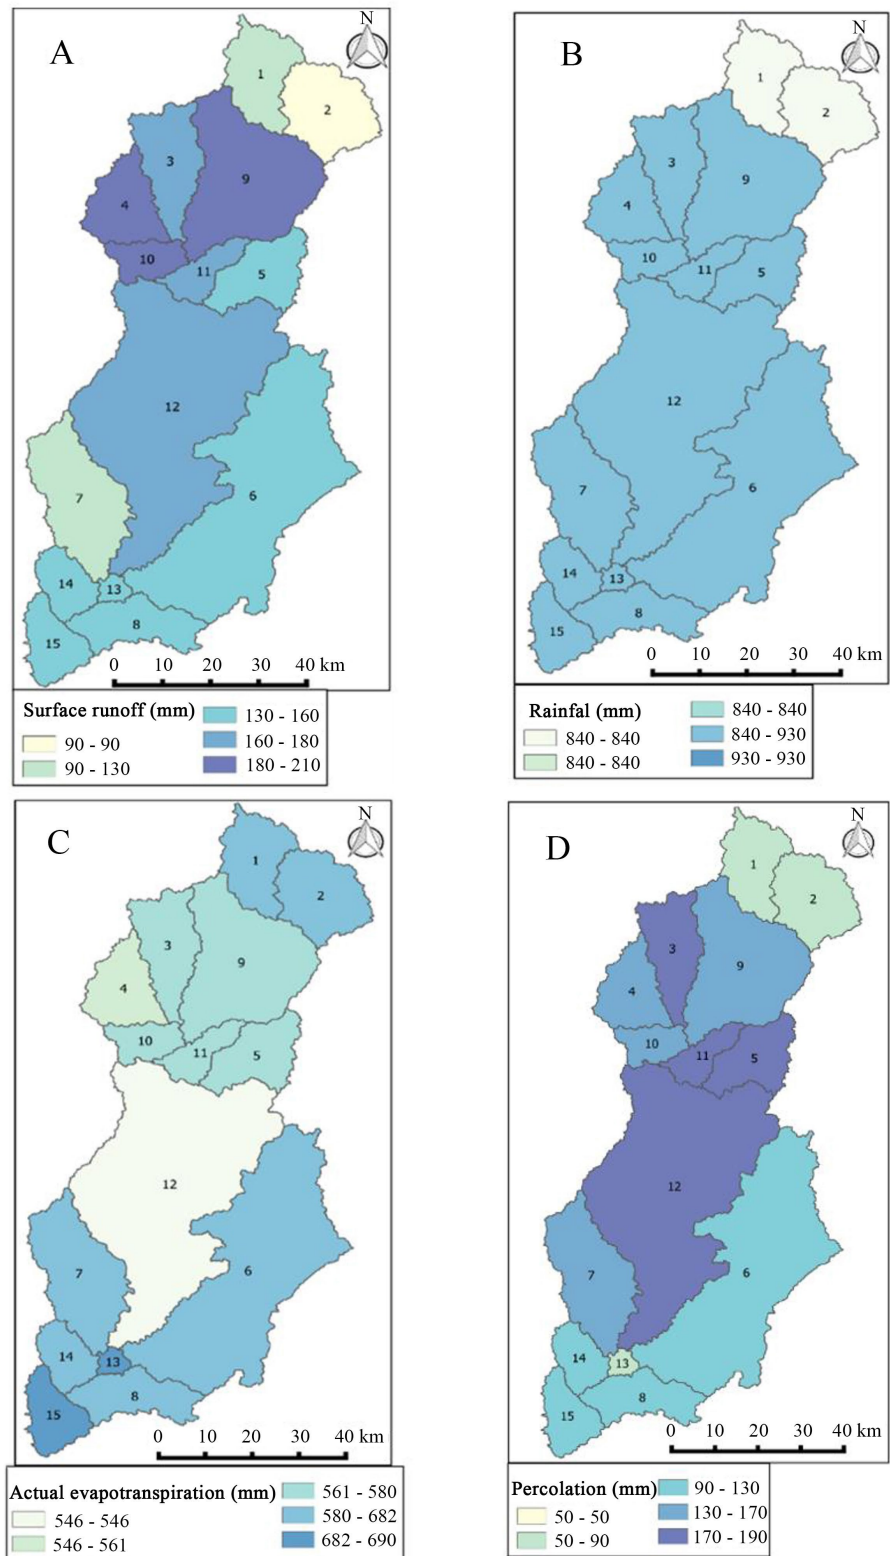 A
N
1
2
3
9
4
10
11
5
12
7
6
14
13
8
15
0 10 20 30 40 km
Surface runoff (mm)
90 - 90
90 - 130
130 - 160
160 - 180
180 - 210
B
N
1
2
3
9
4
10
11
5
12
7
6
14
13
8
15
0 10 20 30 40 km
Rainfal (mm)
840 - 840
840 - 840
840 - 840
840 - 930
930 - 930
C
N
1
2
3
9
4
10
11
5
12
7
6
14
13
8
15
0 10 20 30 40 km
Actual evapotranspiration (mm)
546 - 546
546 - 561
561 - 580
580 - 682
682 - 690
D
N
1
2
3
9
4
10
11
5
12
7
6
14
13
8
15
0 10 20 30 40 km
Percolation (mm)
50 - 50
50 - 90
90 - 130
130 - 170
170 - 190